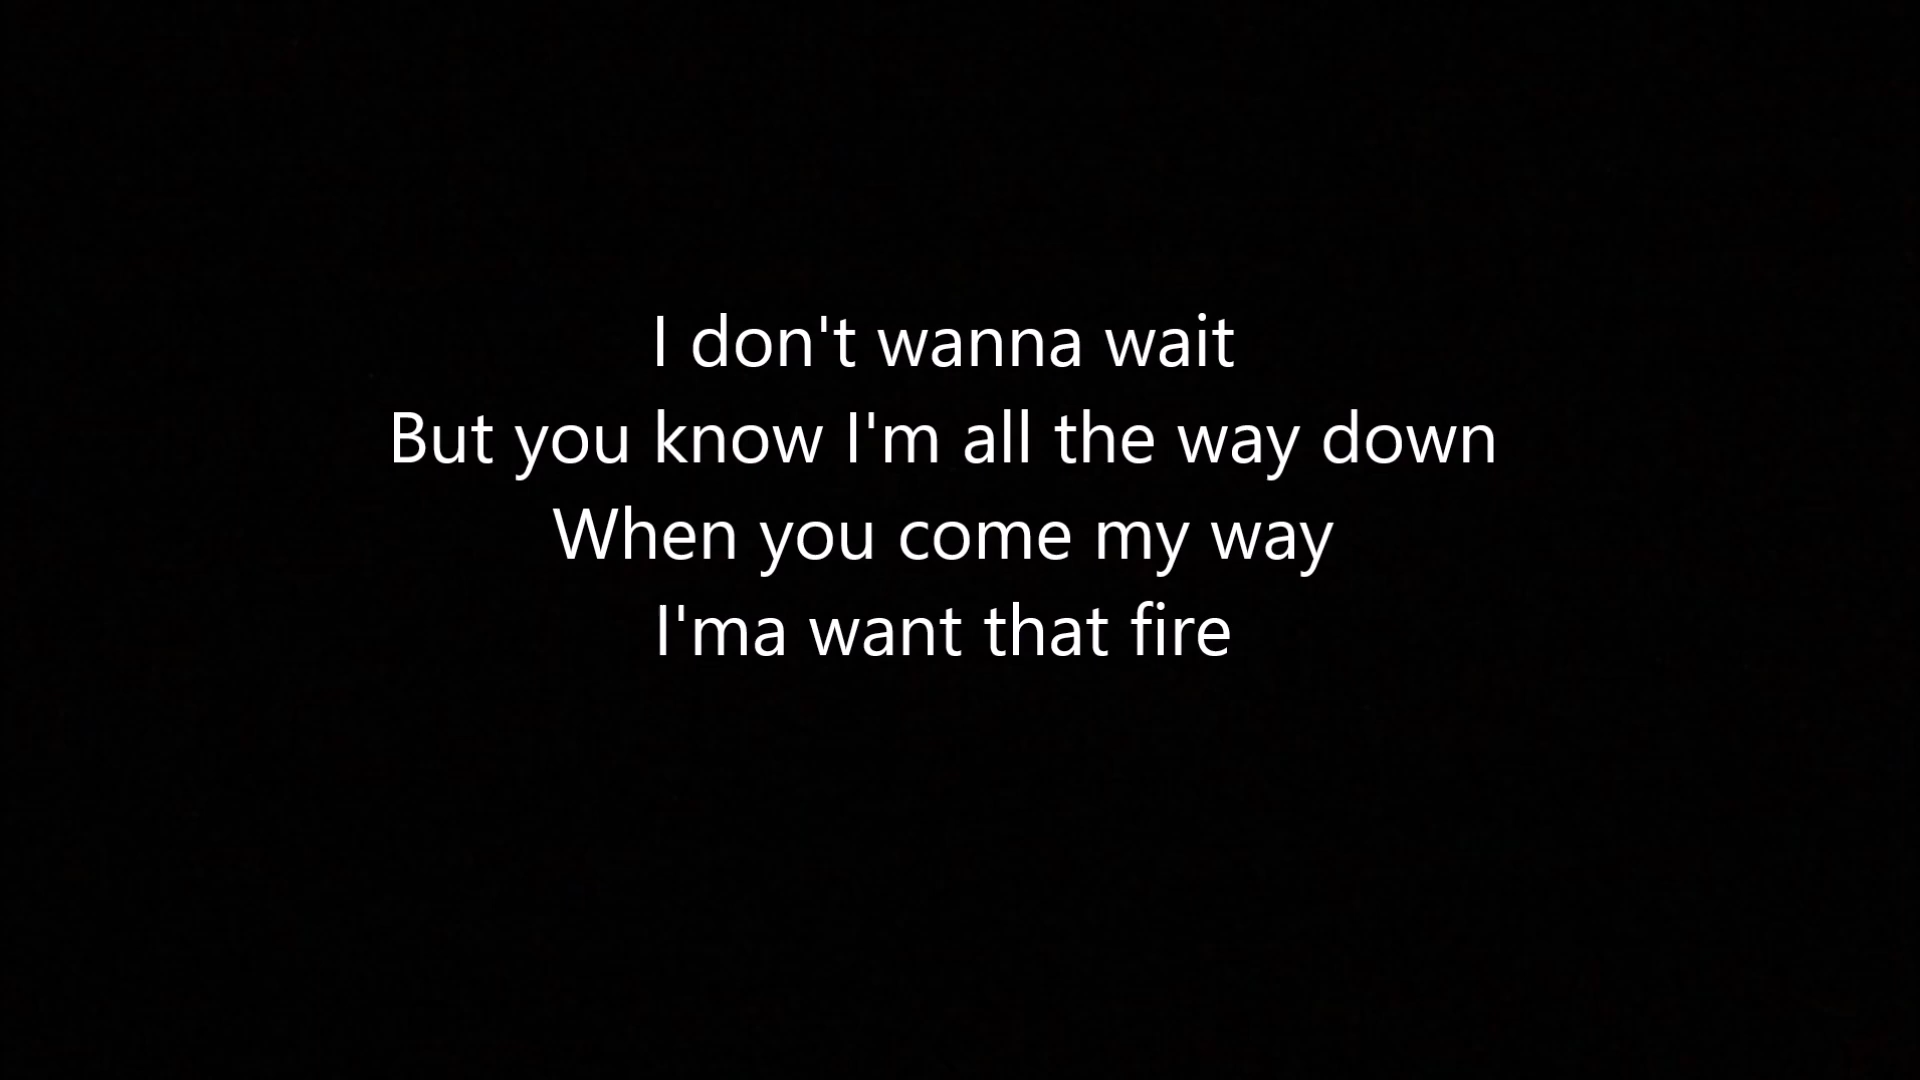 I don't wanna wait
But you know I'm all the way down
When you come my way
I'ma want that fire